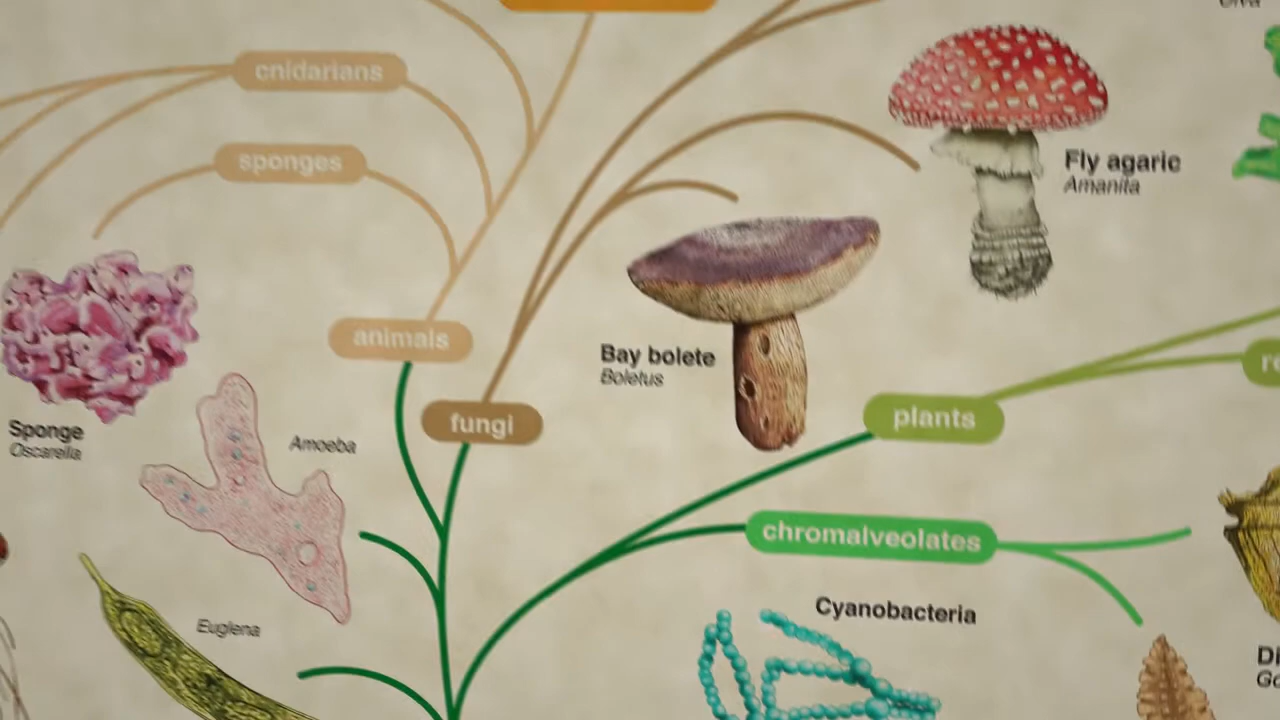 cnidarians
sponges
Fly agaric
Amanita
animals
Bay bolete
Boletus
fungi
plants
Sponge
Oscarella
Amoeba
chromalveolates
Cyanobacteria
Euglena